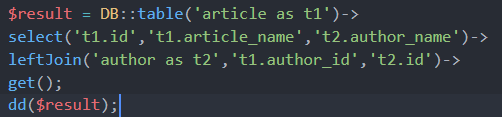 $result = DB::table('article as t1')->
select('t1.id','t1.article_name','t2.author_name')->
leftJoin('author as t2','t1.author_id','t2.id')->
get();
dd($result);